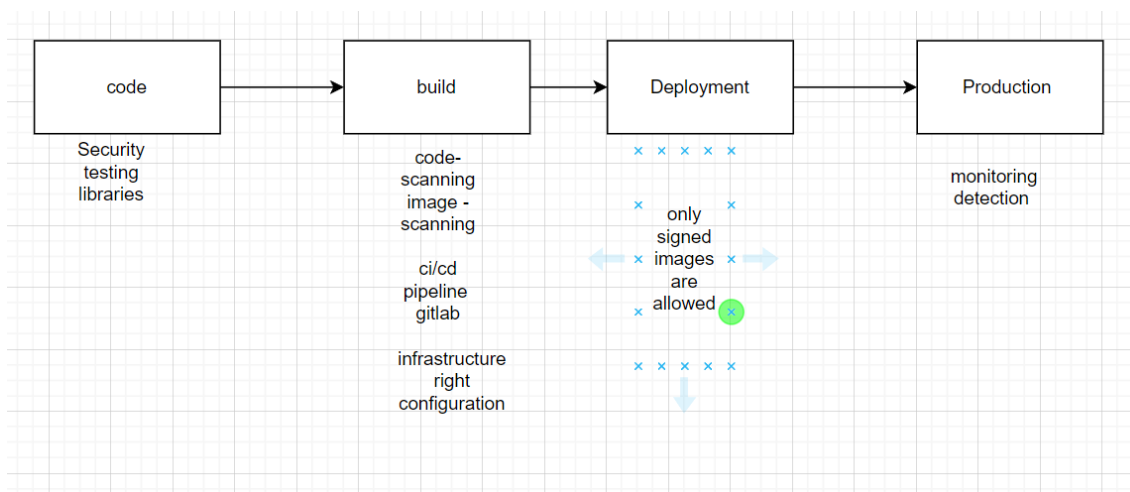 code
build
Deployment
Production
Security
testing
libraries
code-
scanning
image -
scanning
ci/cd
pipeline
gitlab
infrastructure
right
configuration
only
signed
images
are
allowed
monitoring
detection